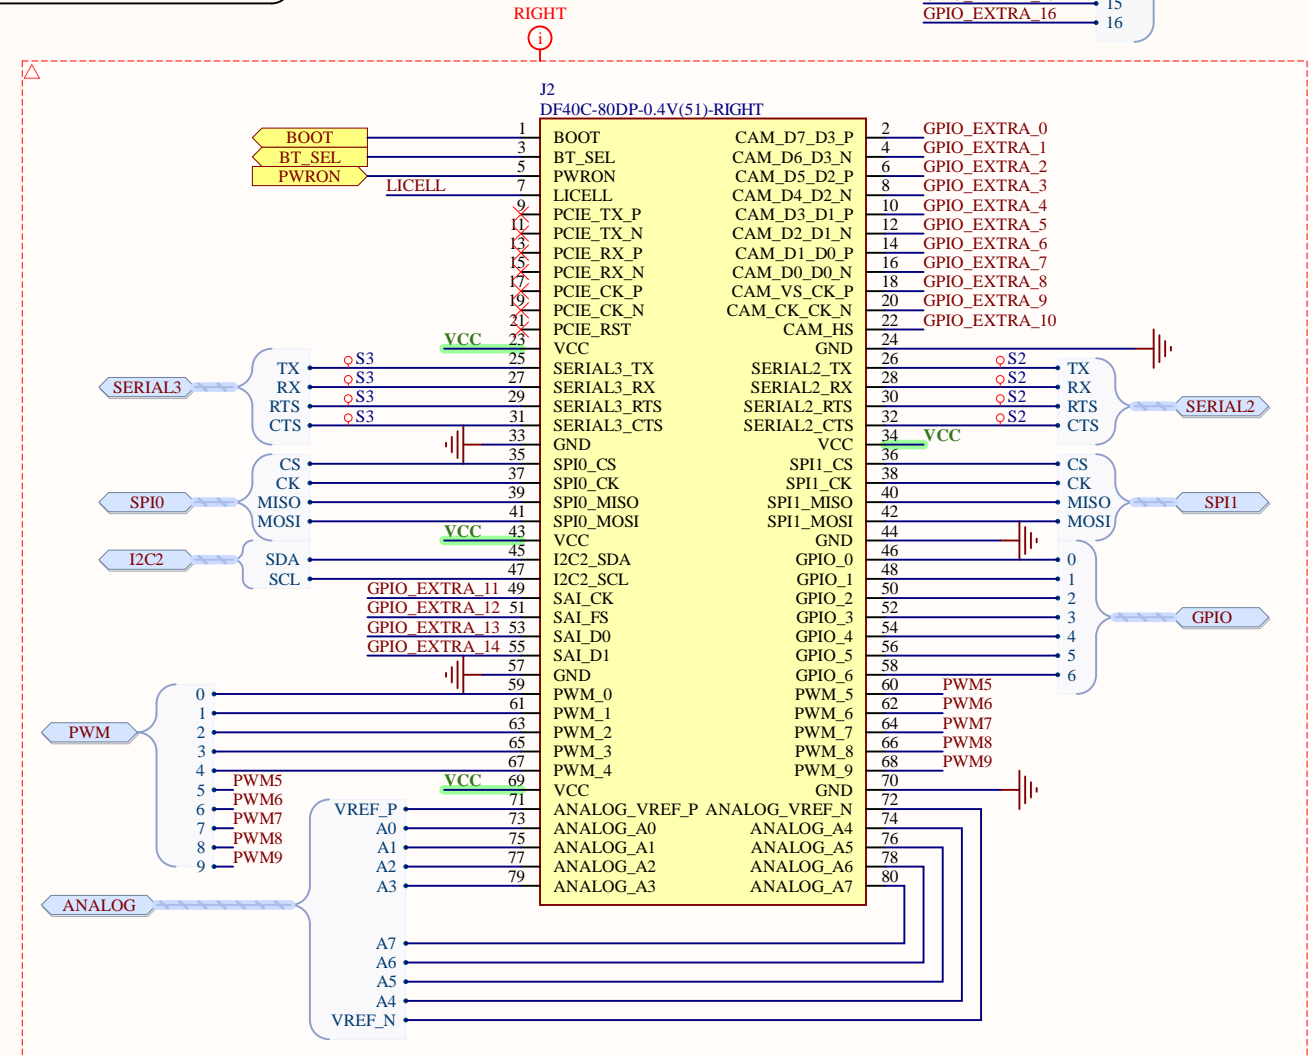 15
GPIO_EXTRA_16 16
RIGHT
i
J2
DF40C-80DP-0.4V(51)-RIGHT
BOOT 1 BOOT CAM_D7_D3_P 2 GPIO_EXTRA_0
BT_SEL 3 BT_SEL CAM_D6_D3_N 4 GPIO_EXTRA_1
PWRON 5 PWRON CAM_D5_D2_P 6 GPIO_EXTRA_2
LICELL 7 LICELL CAM_D4_D2_N 8 GPIO_EXTRA_3
9 PCIE_TX_P CAM_D3_D1_P 10 GPIO_EXTRA_4
11 PCIE_TX_N CAM_D2_D1_N 12 GPIO_EXTRA_5
13 PCIE_RX_P CAM_D1_D0_P 14 GPIO_EXTRA_6
15 PCIE_RX_N CAM_D0_D0_N 16 GPIO_EXTRA_7
17 PCIE_CK_P CAM_VS_CK_P 18 GPIO_EXTRA_8
19 PCIE_CK_N CAM_CK_CK_N 20 GPIO_EXTRA_9
21 PCIE_RST CAM_HS 22 GPIO_EXTRA_10
VCC 23 VCC GND 24
TX S3 25 SERIAL3_TX SERIAL2_TX 26 S2 TX
SERIAL3 RX S3 27 SERIAL3_RX SERIAL2_RX 28 S2 RX
RTS S3 29 SERIAL3_RTS SERIAL2_RTS 30 S2 RTS SERIAL2
CTS S3 31 SERIAL3_CTS SERIAL2_CTS 32 S2 CTS
33 GND VCC 34 VCC
CS 35 SPI0_CS SPI1_CS 36 CS
CK 37 SPI0_CK SPI1_CK 38 CK
SPI0 MISO 39 SPI0_MISO SPI1_MISO 40 MISO SPI1
MOSI 41 SPI0_MOSI SPI1_MOSI 42 MOSI
VCC 43 VCC GND 44
I2C2 SDA 45 I2C2_SDA GPIO_0 46 0
SCL 47 I2C2_SCL GPIO_1 48 1
GPIO_EXTRA_11 49 SAI_CK GPIO_2 50 2
GPIO_EXTRA_12 51 SAI_FS GPIO_3 52 3 GPIO
GPIO_EXTRA_13 53 SAI_D0 GPIO_4 54 4
GPIO_EXTRA_14 55 SAI_D1 GPIO_5 56 5
57 GND GPIO_6 58 6
0 59 PWM_0 PWM_5 60 PWM5
1 61 PWM_1 PWM_6 62 PWM6
PWM 2 63 PWM_2 PWM_7 64 PWM7
3 65 PWM_3 PWM_8 66 PWM8
4 67 PWM_4 PWM_9 68 PWM9
5 PWM5 VCC 69 VCC GND 70
6 PWM6 VREF_P 71 ANALOG_VREF_P ANALOG_VREF_N 72
7 PWM7 A0 73 ANALOG_A0 ANALOG_A4 74
8 PWM8 A1 75 ANALOG_A1 ANALOG_A5 76
9 PWM9 A2 77 ANALOG_A2 ANALOG_A6 78
A3 79 ANALOG_A3 ANALOG_A7 80
ANALOG
A7
A6
A5
A4
VREF_N